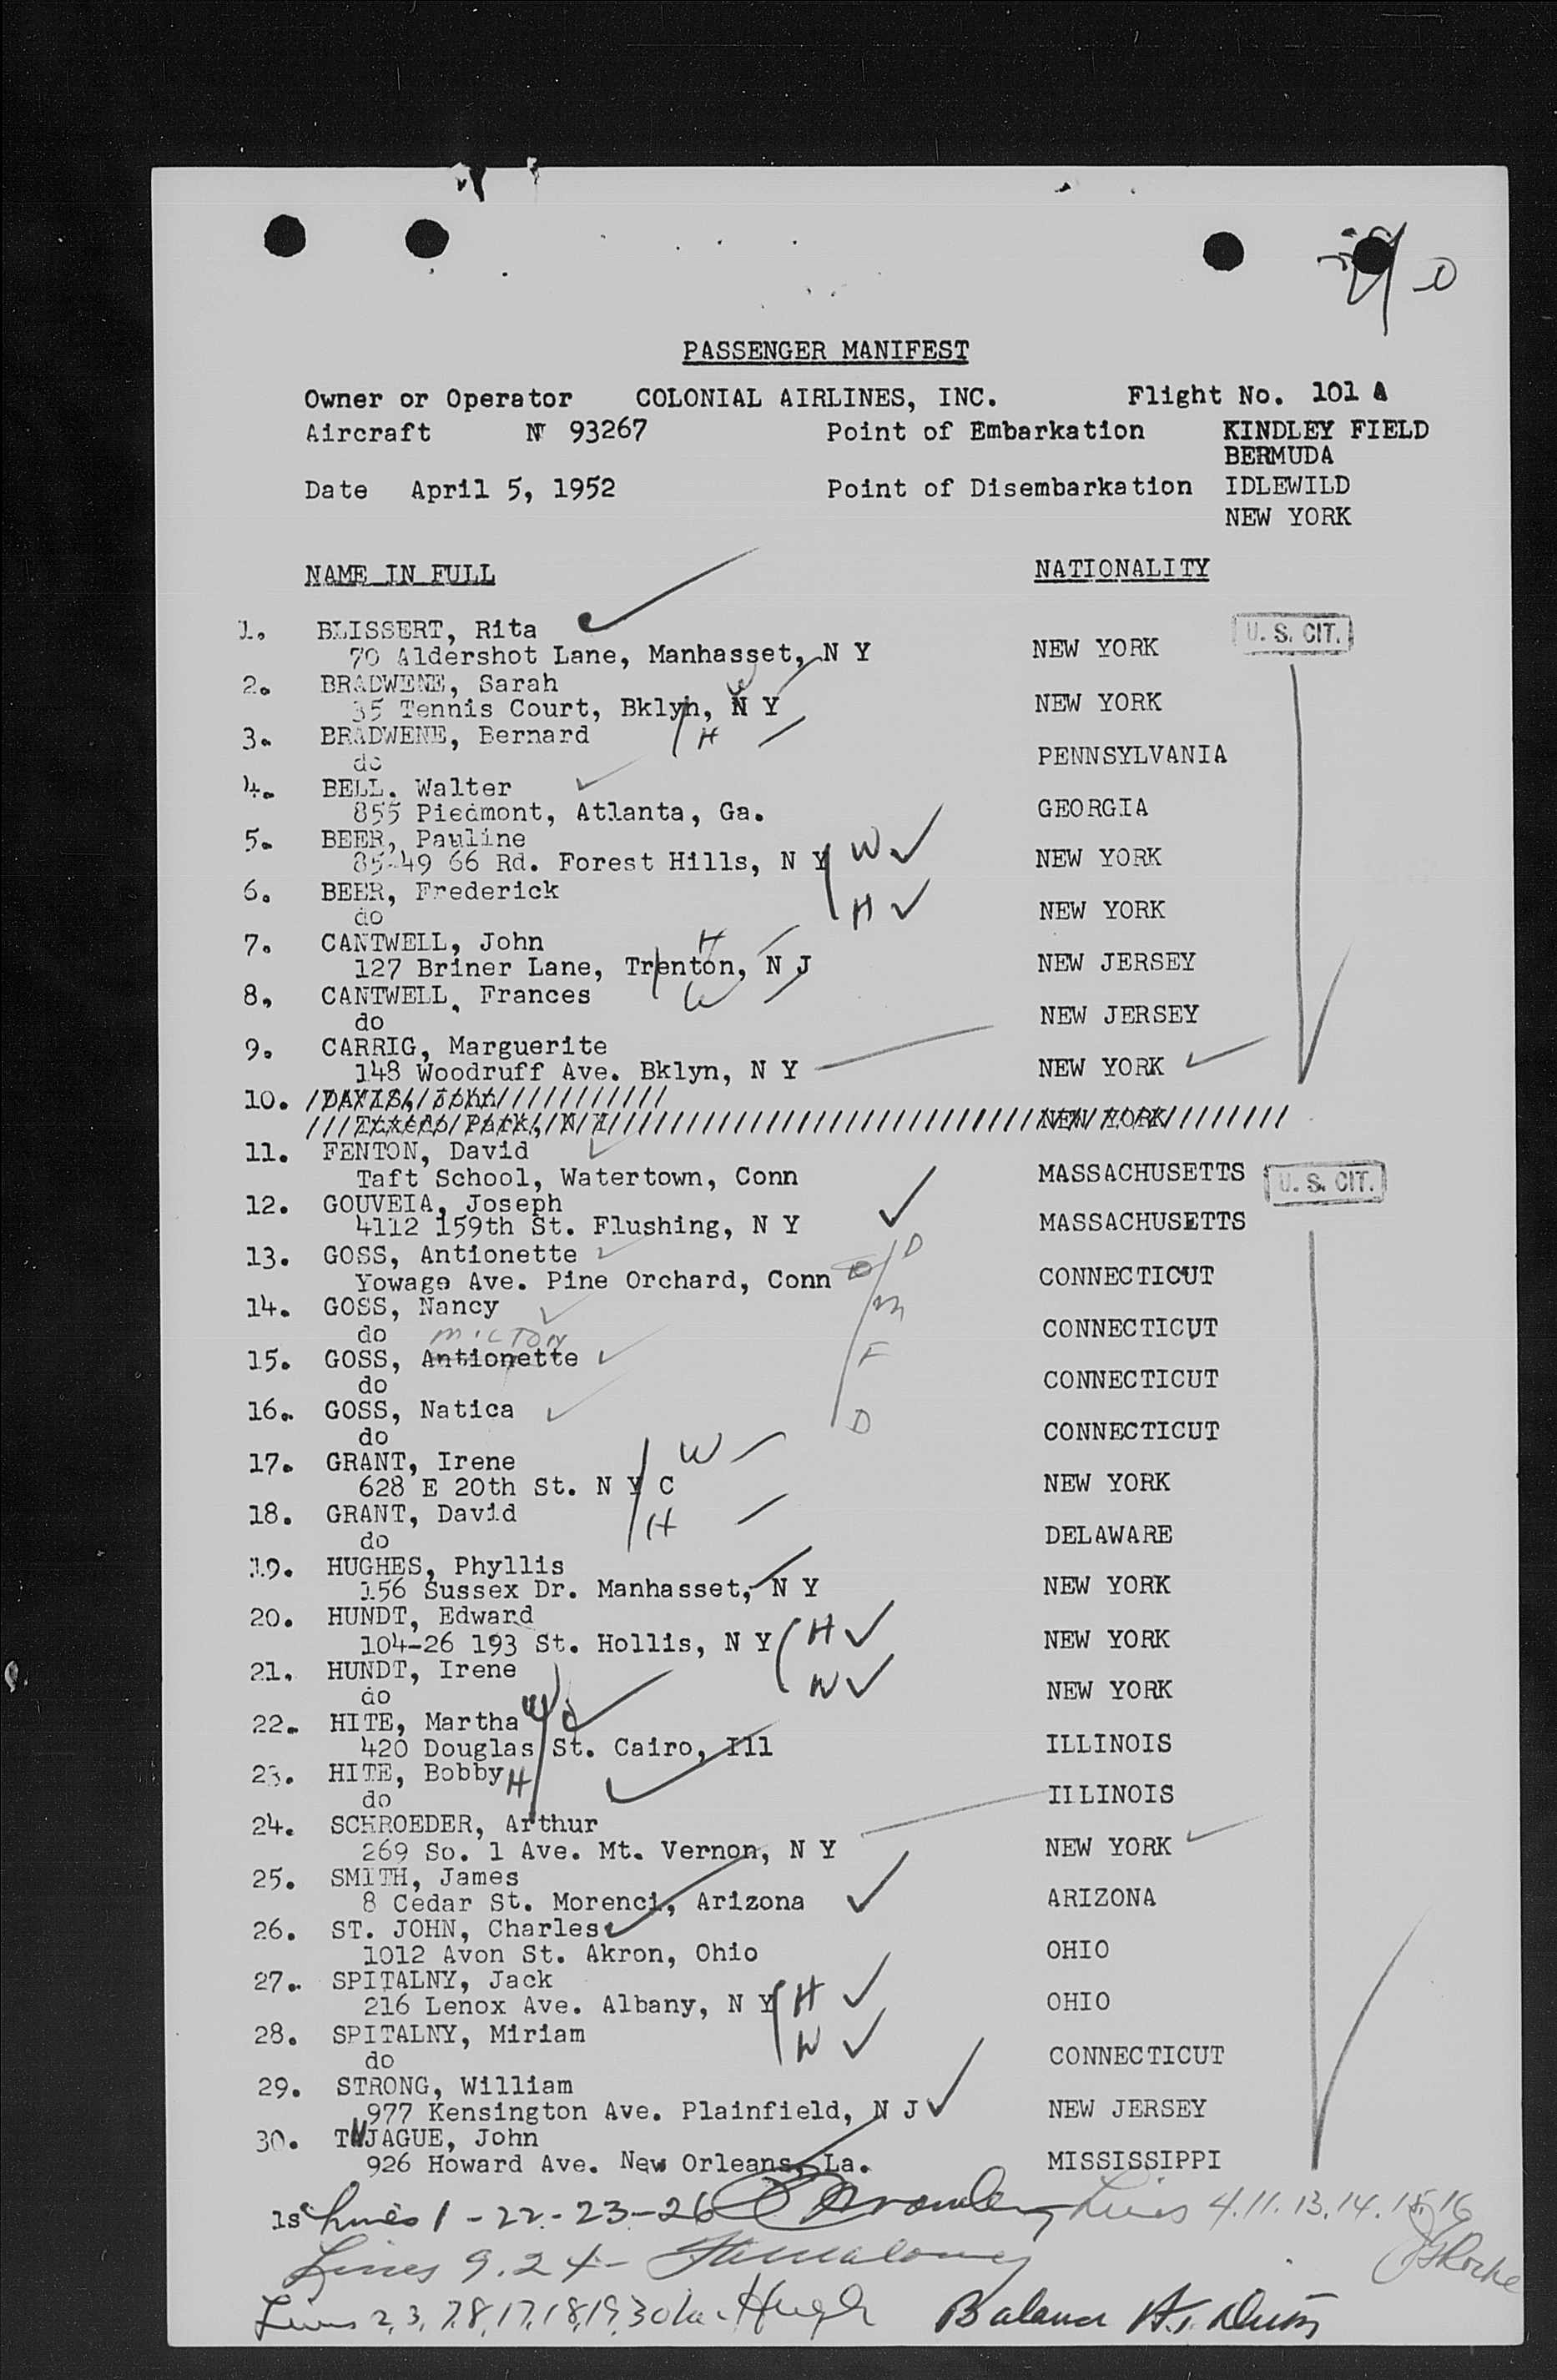 PASSENGER MANIFEST
Owner or Operator COLONIAL AIRLINES, INC. Flight No. 101 A
Aircraft N 93267 Point of Embarkation KINDLEY FIELD
BERMUDA
Date April 5, 1952 Point of Disembarkation IDLEWILD
NEW YORK
NAME IN FULL NATIONALITY
1. BLISSERT, Rita U. S. CIT.
70 Aldershot Lane, Manhasset, N Y NEW YORK
2. BRADWENE, Sarah W
35 Tennis Court, Bklyn, N Y NEW YORK
3. BRADWENE, Bernard H
do PENNSYLVANIA
4. BELL. Walter
855 Piedmont, Atlanta, Ga. GEORGIA
5. BEER, Pauline W
85-49 66 Rd. Forest Hills, N Y NEW YORK
6. BEER, Frederick H
do NEW YORK
7. CANTWELL, John H
127 Briner Lane, Trenton, N J NEW JERSEY
8. CANTWELL, Frances W
do NEW JERSEY
9. CARRIG, Marguerite
148 Woodruff Ave. Bklyn, N Y NEW YORK
10. DAVIS, John
Tuxedo Park, N Y NEW YORK
11. FENTON, David
Taft School, Watertown, Conn MASSACHUSETTS U. S. CIT.
12. GOUVEIA, Joseph
4112 159th St. Flushing, N Y MASSACHUSETTS
13. GOSS, Antionette D
Yowago Ave. Pine Orchard, Conn CONNECTICUT
14. GOSS, Nancy M
do CONNECTICUT
MILTON
15. GOSS, Antionette F
do CONNECTICUT
16. GOSS, Natica D
do CONNECTICUT
17. GRANT, Irene W
628 E 20th St. N Y C NEW YORK
18. GRANT, David H
do DELAWARE
19. HUGHES, Phyllis
156 Sussex Dr. Manhasset, N Y NEW YORK
20. HUNDT, Edward H
104-26 193 St. Hollis, N Y NEW YORK
21. HUNDT, Irene W
do NEW YORK
22. HITE, Martha W
420 Douglas St. Cairo, Ill ILLINOIS
23. HITE, Bobby H
do IILINOIS
24. SCHROEDER, Arthur
269 So. 1 Ave. Mt. Vernon, N Y NEW YORK
25. SMITH, James
8 Cedar St. Morenci, Arizona ARIZONA
26. ST. JOHN, Charles
1012 Avon St. Akron, Ohio OHIO
27. SPITALNY, Jack H
216 Lenox Ave. Albany, N Y OHIO
28. SPITALNY, Miriam W
do CONNECTICUT
29. STRONG, William
977 Kensington Ave. Plainfield, N J NEW JERSEY
30. TUJAGUE, John
926 Howard Ave. New Orleans, La. MISSISSIPPI
ls Lines 1-22-23-26 Lines 4.11.13.14.15.16
Lines 9.24
Lines 2, 3, 7,8,17,18,19,30 Hugh Balance